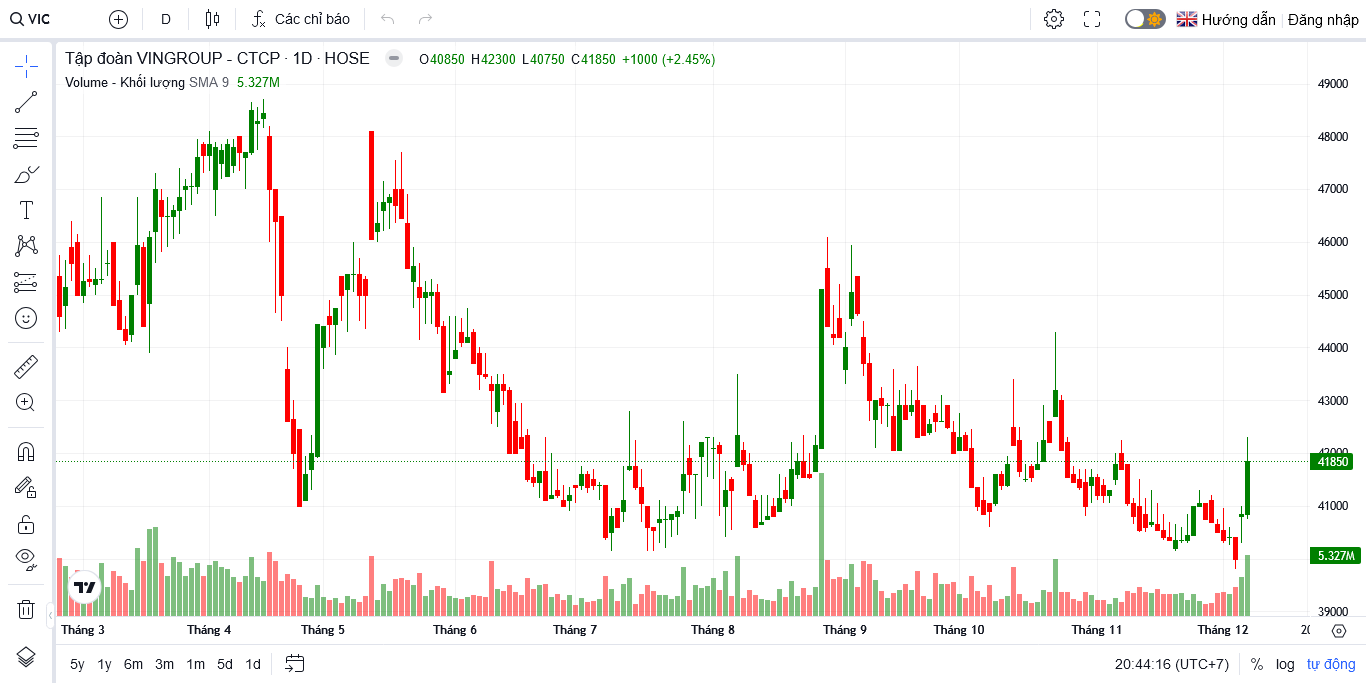 VIC D Các chỉ báo Hướng dẫn Đăng nhập
Tập đoàn VINGROUP - CTCP · 1D · HOSE O40850 H42300 L40750 C41850 +1000 (+2.45%)
Volume - Khối lượng SMA 9 5.327M
49000
48000
47000
46000
45000
44000
43000
42000
41850
41000
5.327M
39000
Tháng 3 Tháng 4 Tháng 5 Tháng 6 Tháng 7 Tháng 8 Tháng 9 Tháng 10 Tháng 11 Tháng 12
5y 1y 6m 3m 1m 5d 1d 20:44:16 (UTC+7) % log tự động